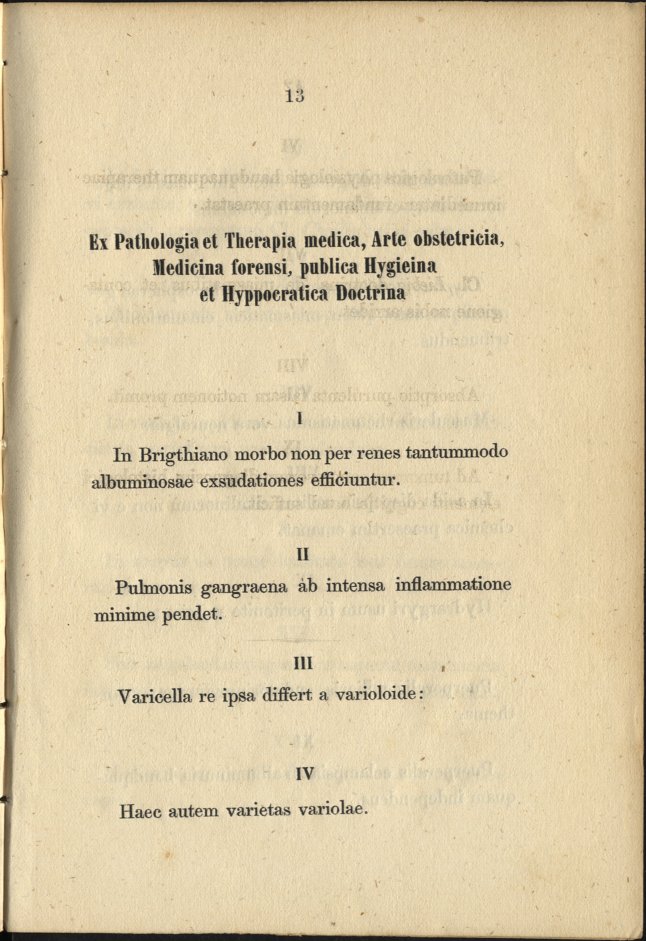 13
Ex Pathologia et Therapia medica, Arte obstetricia,
Medicina forensi, publica Hygieina
et Hyppocratica Doctrina
I
In Brigthiano morbo non per renes tantummodo
albuminosae exsudationes efficiuntur.
II
Pulmonis gangraena ab intensa inflammatione
minime pendet.
III
Varicella re ipsa differt a varioloide:
IV
Haec autem varietas variolae.